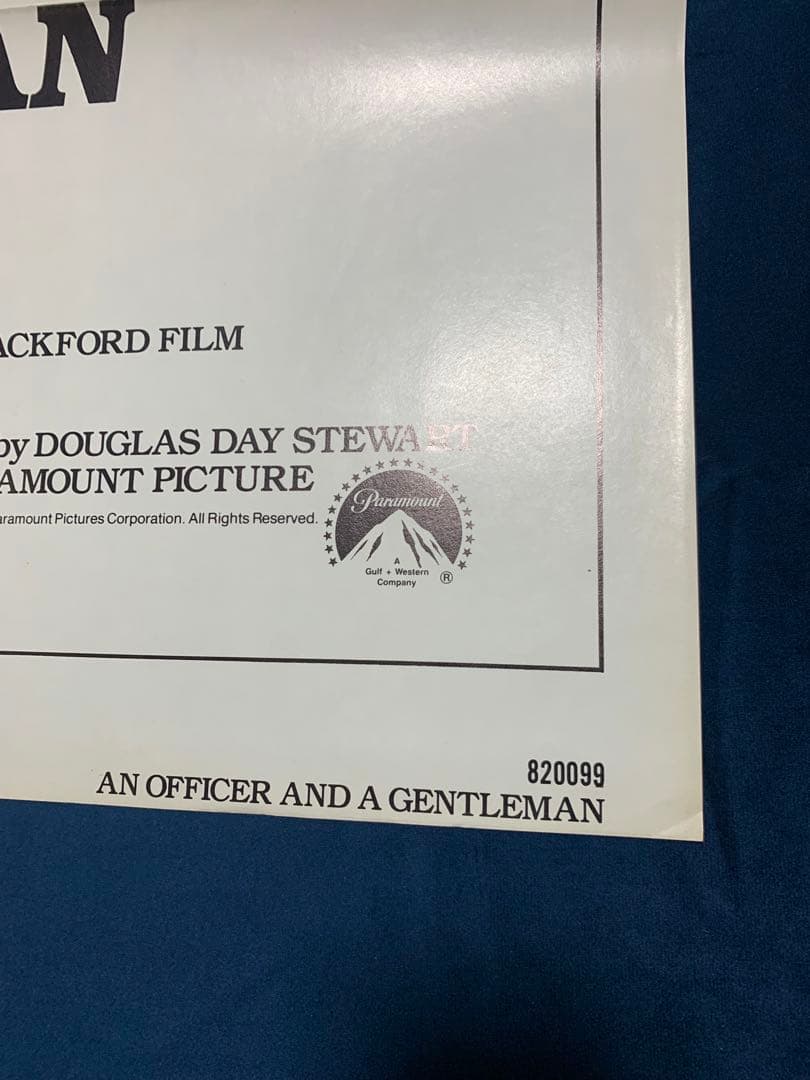 AN
ACKFORD FILM
by DOUGLAS DAY STEWART
AMOUNT PICTURE
aramount Pictures Corporation. All Rights Reserved.
Paramount
A
Gulf + Western
Company
®
820099
AN OFFICER AND A GENTLEMAN